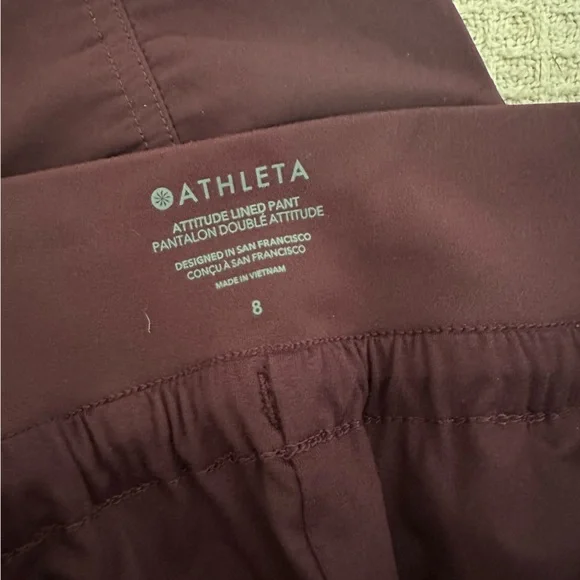 ATHLETA
ATTITUDE LINED PANT
PANTALON DOUBLÉ ATTITUDE
DESIGNED IN SAN FRANCISCO
CONÇU À SAN FRANCISCO
MADE IN VIETNAM
8